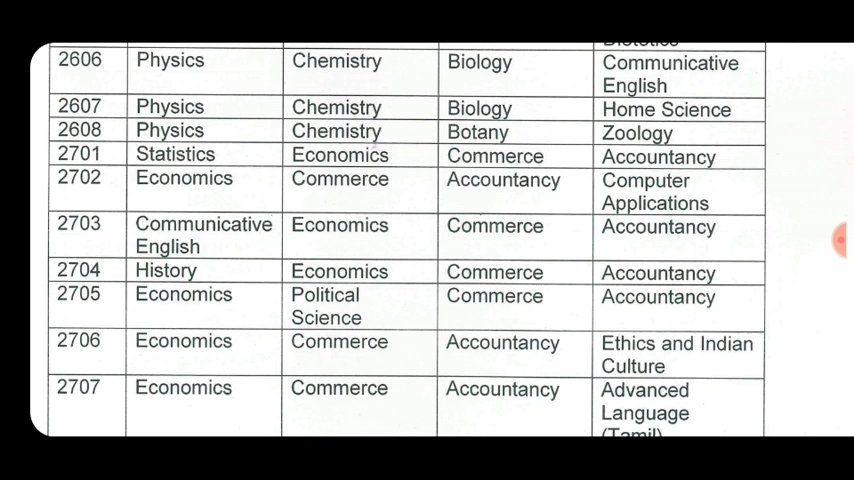 Dietetics
2606 Physics Chemistry Biology Communicative
English
2607 Physics Chemistry Biology Home Science
2608 Physics Chemistry Botany Zoology
2701 Statistics Economics Commerce Accountancy
2702 Economics Commerce Accountancy Computer
Applications
2703 Communicative Economics Commerce Accountancy
English
2704 History Economics Commerce Accountancy
2705 Economics Political Commerce Accountancy
Science
2706 Economics Commerce Accountancy Ethics and Indian
Culture
2707 Economics Commerce Accountancy Advanced
Language
(Tamil)